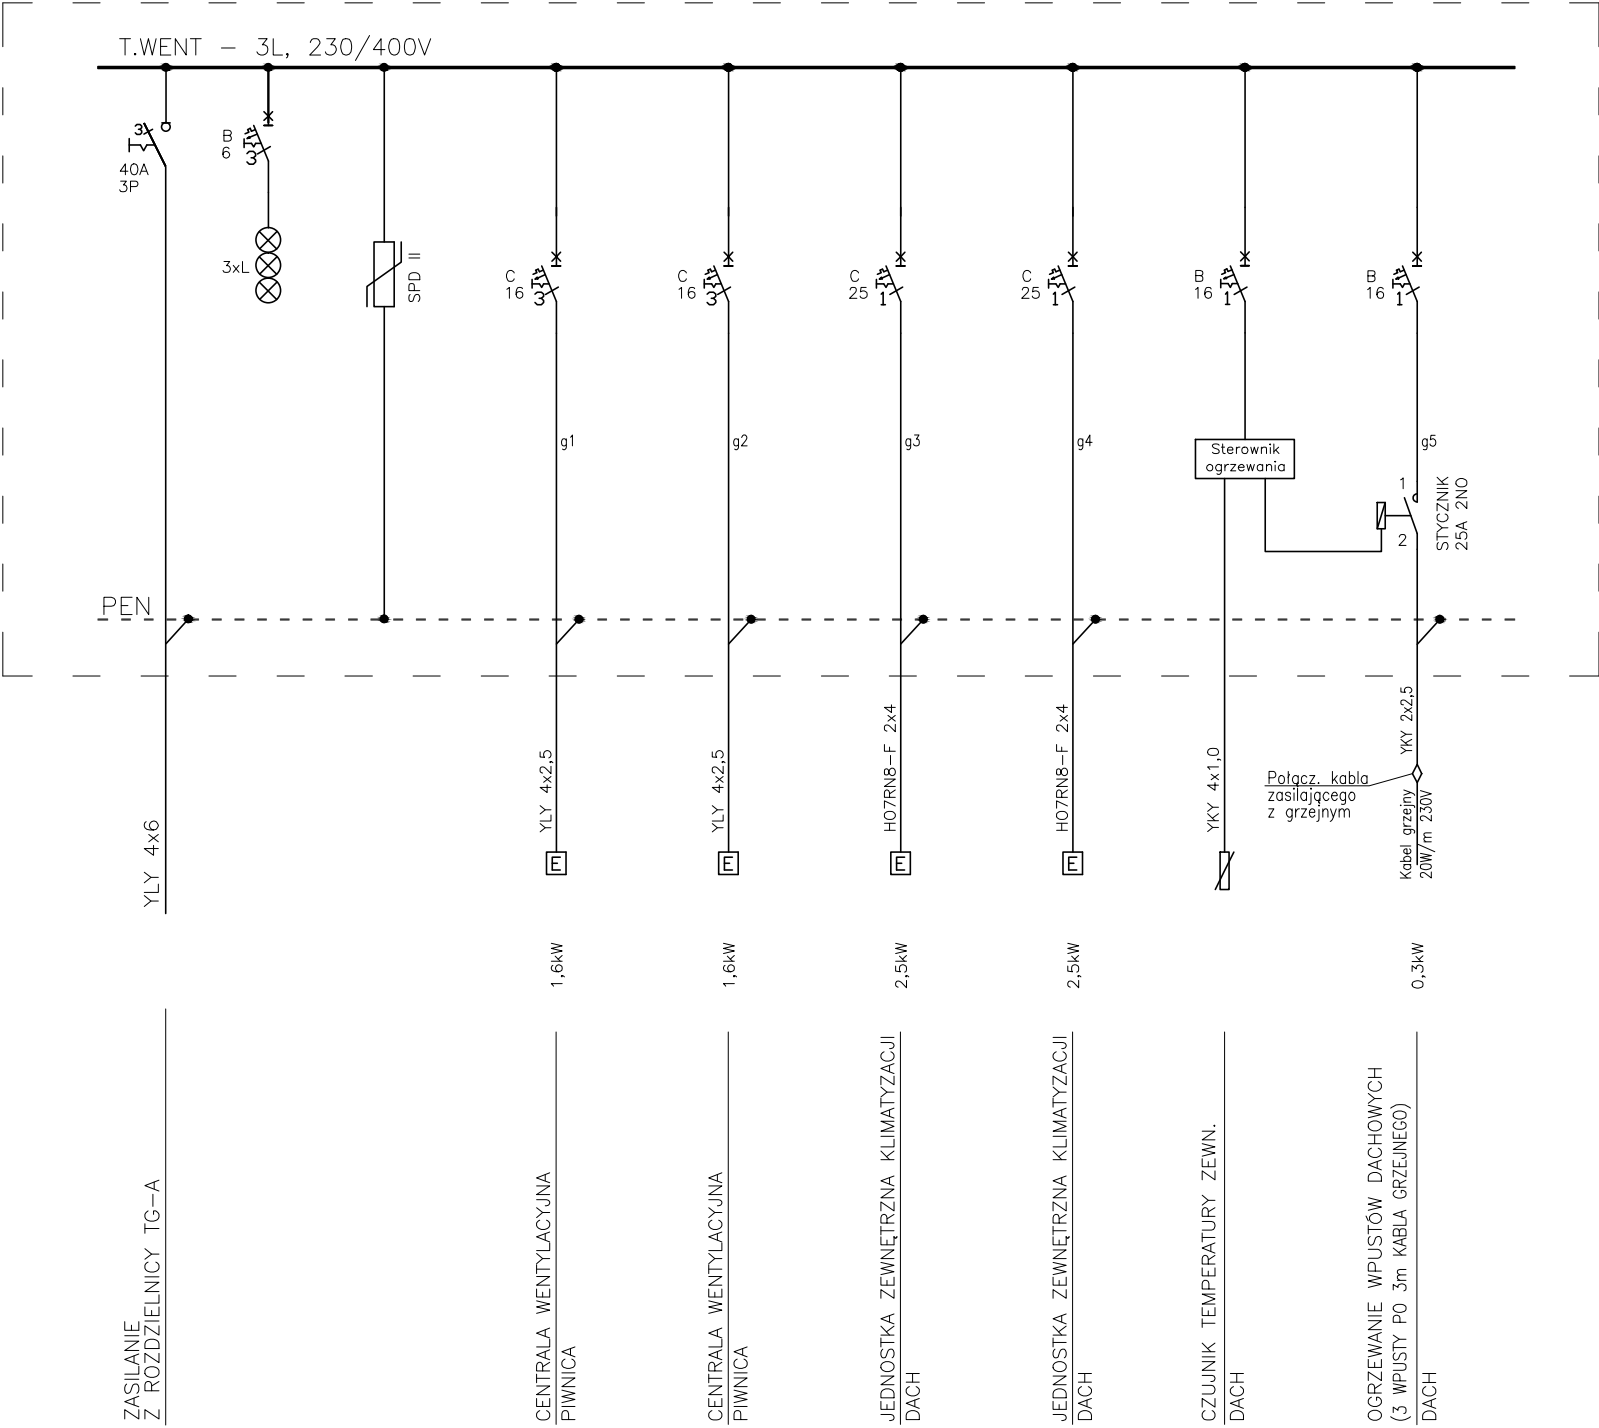 T.WENT – 3L, 230/400V
3
40A
3P
B
6
3
3xL
SPD II
C
16
3
C
16
3
C
25
1
C
25
1
B
16
1
B
16
1
g1
g2
g3
g4
g5
Sterownik
ogrzewania
1
2
STYCZNIK
25A 2NO
PEN
YLY 4x6
YLY 4x2,5
YLY 4x2,5
H07RN8-F 2x4
H07RN8-F 2x4
YKY 4x1,0
YKY 2x2,5
Połącz. kabla
zasilającego
z grzejnym
Kabel grzejny
20W/m 230V
E
E
E
E
1,6kW
1,6kW
2,5kW
2,5kW
0,3kW
ZASILANIE
Z ROZDZIELNICY TG-A
CENTRALA WENTYLACYJNA
PIWNICA
CENTRALA WENTYLACYJNA
PIWNICA
JEDNOSTKA ZEWNĘTRZNA KLIMATYZACJI
DACH
JEDNOSTKA ZEWNĘTRZNA KLIMATYZACJI
DACH
CZUJUNIK TEMPERATURY ZEWN.
DACH
OGRZEWANIE WPUSTÓW DACHOWYCH
(3 WPUSTY PO 3m KABLA GRZEJNEGO)
DACH